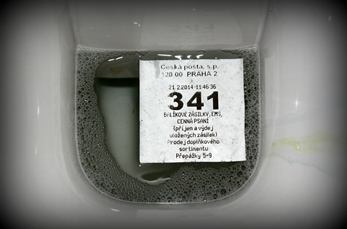 Česká pošta, s.p.
120 00 PRAHA 2
21.2.2014 11:46:36
341
BALÍKOVÉ ZÁSILKY, EMS,
CENNÁ PSANÍ
(příjem a výdej
uložených zásilek)
Prodej doplňkového
sortimentu
Přepážky 5-9